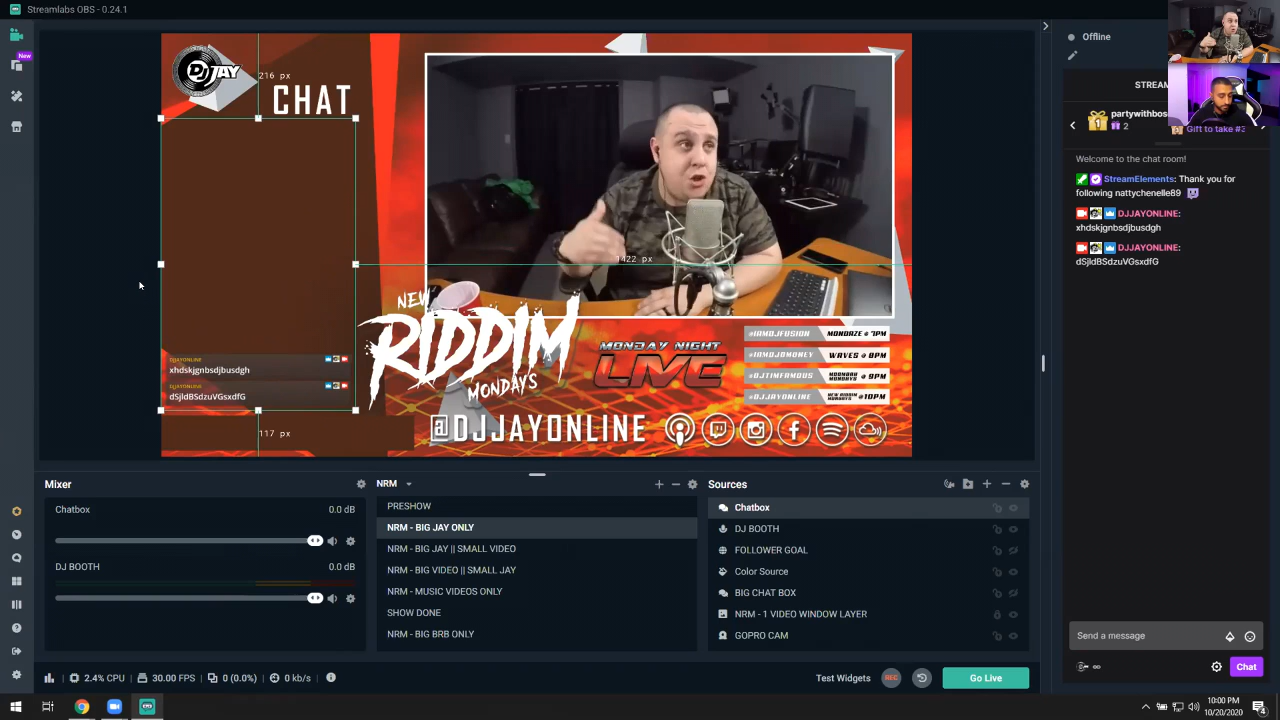 Streamlabs OBS - 0.24.1
New
DJ JAY
216 px
CHAT
1422 px
DJJAYONLINE
xhdskjgnbsdjbusdgh
DJJAYONLINE
dSjldBSdzuVGsxdfG
117 px
NEW
RIDDIM
MONDAYS
MONDAY NIGHT
LIVE
@IAMDJFUSION MONDAZE @ 7PM
@IAMDJDMONEY WAVES @ 8PM
@DJTIMFAMOUS MOONBAH MONDAYS @ 9PM
@DJJAYONLINE NEW RIDDIM MONDAYS @10PM
@DJJAYONLINE
Offline
STREAM
partywithbos
2
Gift to take #2
Welcome to the chat room!
StreamElements: Thank you for
following nattychenelle89
DJJAYONLINE:
xhdskjgnbsdjbusdgh
DJJAYONLINE:
dSjldBSdzuVGsxdfG
Send a message
Chat
Mixer
Chatbox 0.0 dB
DJ BOOTH 0.0 dB
NRM
PRESHOW
NRM - BIG JAY ONLY
NRM - BIG JAY || SMALL VIDEO
NRM - BIG VIDEO || SMALL JAY
NRM - MUSIC VIDEOS ONLY
SHOW DONE
NRM - BIG BRB ONLY
Sources
Chatbox
DJ BOOTH
FOLLOWER GOAL
Color Source
BIG CHAT BOX
NRM - 1 VIDEO WINDOW LAYER
GOPRO CAM
2.4% CPU 30.00 FPS 0 (0.0%) 0 kb/s
Test Widgets REC Go Live
10:00 PM
10/20/2020
4